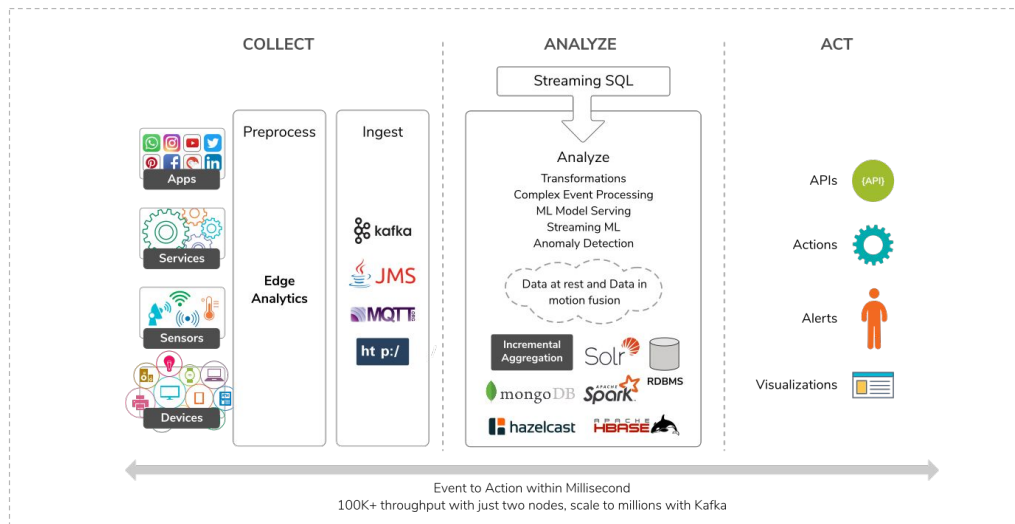 COLLECT
ANALYZE
ACT
Streaming SQL
Preprocess
Ingest
Apps
Services
Sensors
Devices
Edge
Analytics
kafka
JMS
MQTT
ORG
ht p:/
Analyze
Transformations
Complex Event Processing
ML Model Serving
Streaming ML
Anomaly Detection
Data at rest and Data in
motion fusion
Incremental
Aggregation
Solr
RDBMS
mongoDB
APACHE
Spark
hazelcast
APACHE
HBASE
APIs
{API}
Actions
Alerts
Visualizations
Event to Action within Millisecond
100K+ throughput with just two nodes, scale to millions with Kafka